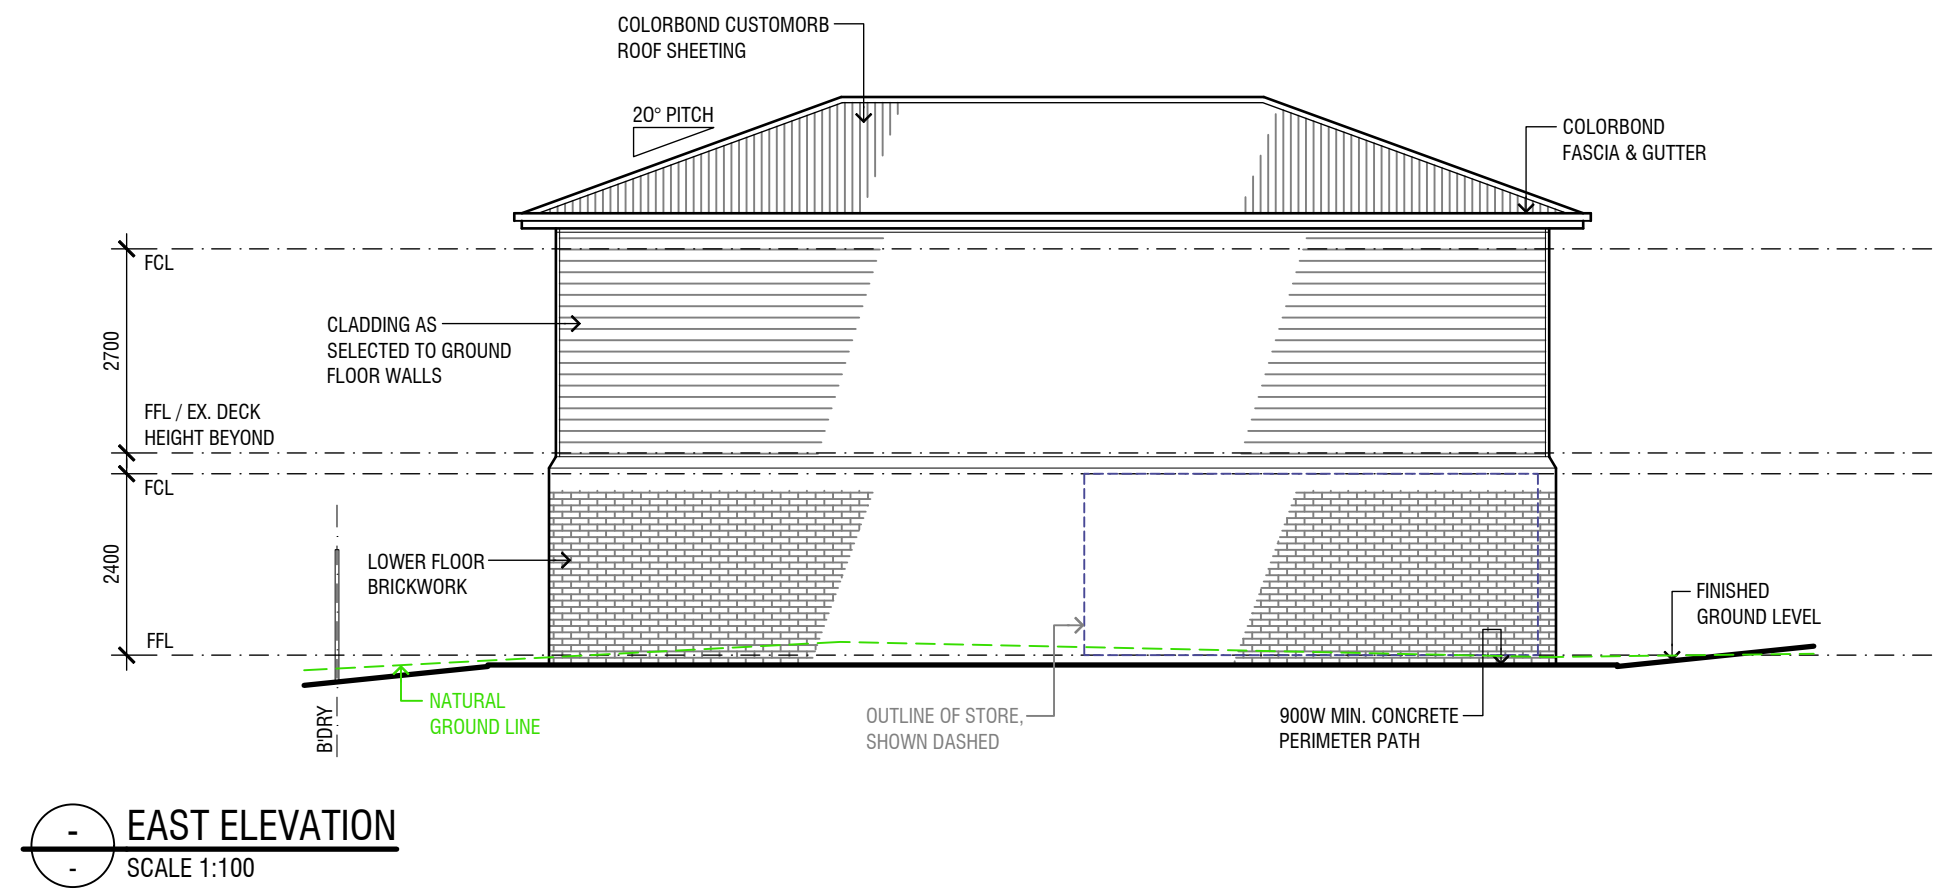 COLORBOND CUSTOMORB
ROOF SHEETING
20° PITCH
COLORBOND
FASCIA & GUTTER
FCL
CLADDING AS
SELECTED TO GROUND
FLOOR WALLS
2700
FFL / EX. DECK
HEIGHT BEYOND
FCL
2400
LOWER FLOOR
BRICKWORK
FINISHED
GROUND LEVEL
FFL
NATURAL
GROUND LINE
B'DRY
OUTLINE OF STORE,
SHOWN DASHED
900W MIN. CONCRETE
PERIMETER PATH
-
EAST ELEVATION
-
SCALE 1:100